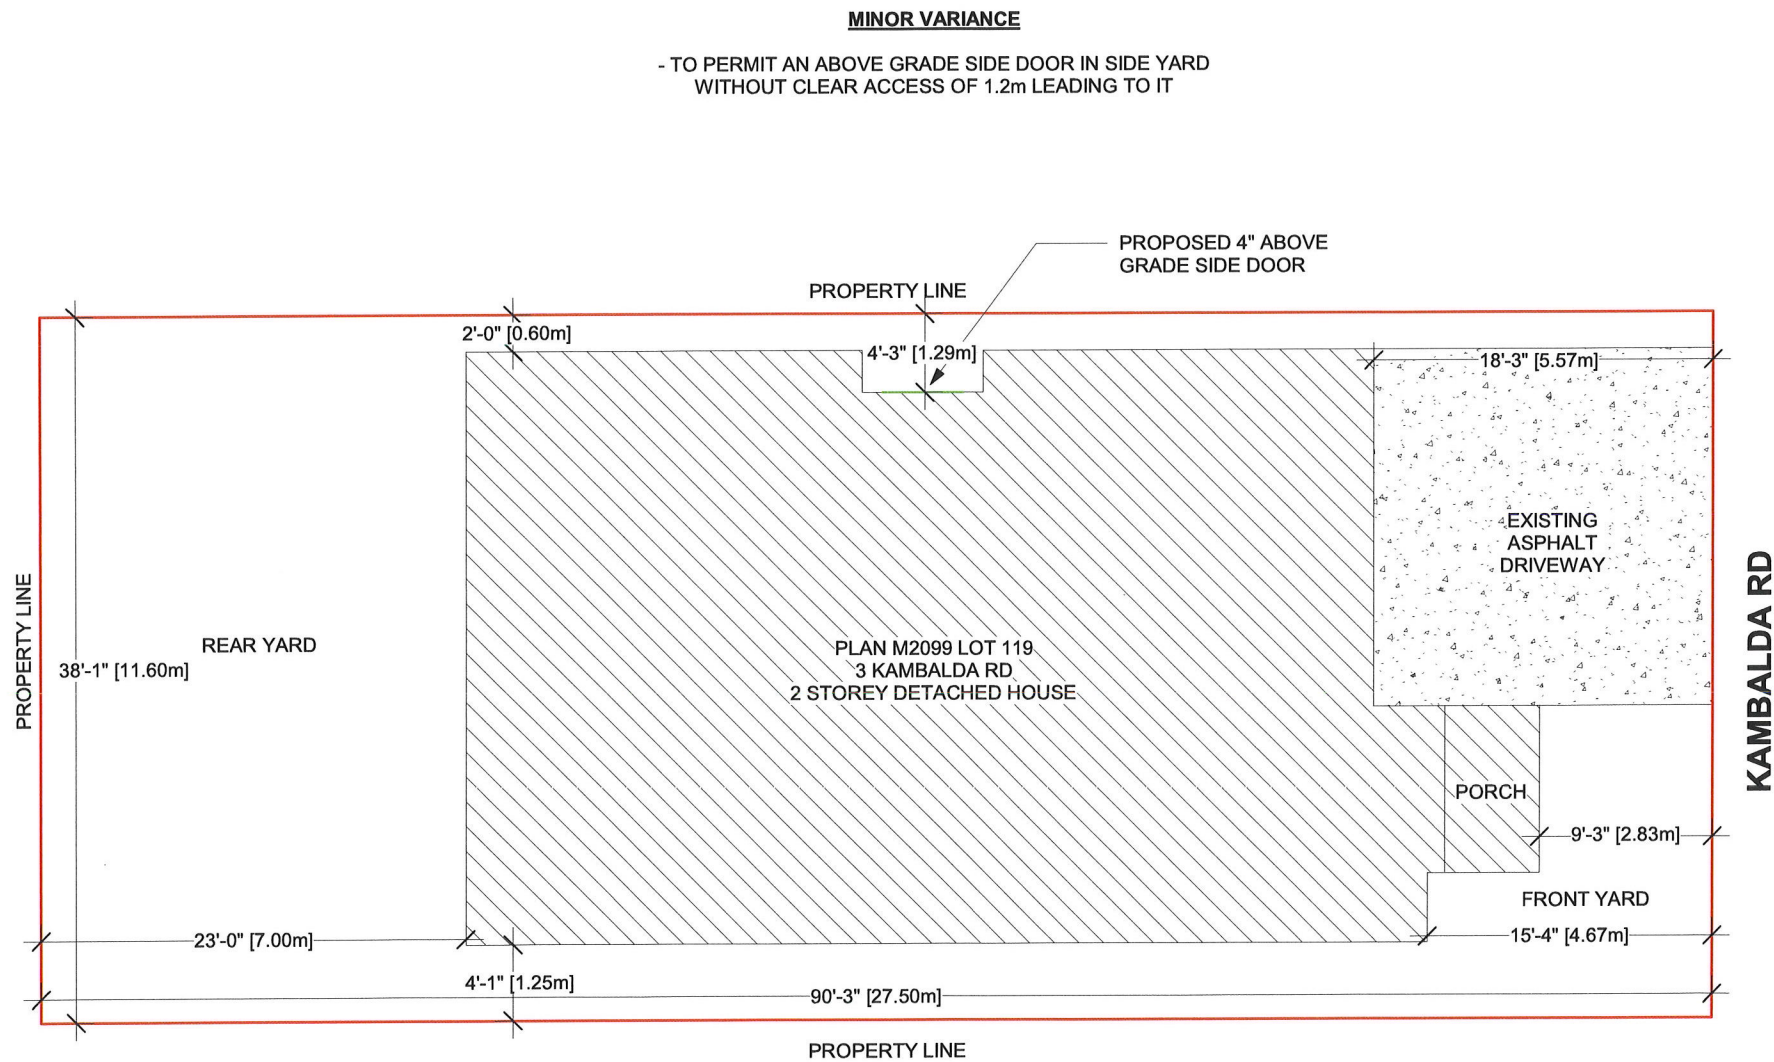 MINOR VARIANCE
- TO PERMIT AN ABOVE GRADE SIDE DOOR IN SIDE YARD
WITHOUT CLEAR ACCESS OF 1.2m LEADING TO IT
PROPOSED 4" ABOVE
GRADE SIDE DOOR
PROPERTY LINE
2'-0" [0.60m]
4'-3" [1.29m]
18'-3" [5.57m]
EXISTING
ASPHALT
DRIVEWAY
PROPERTY LINE
REAR YARD
38'-1" [11.60m]
PLAN M2099 LOT 119
3 KAMBALDA RD
2 STOREY DETACHED HOUSE
KAMBALDA RD
PORCH
9'-3" [2.83m]
FRONT YARD
23'-0" [7.00m]
15'-4" [4.67m]
4'-1" [1.25m]
90'-3" [27.50m]
PROPERTY LINE